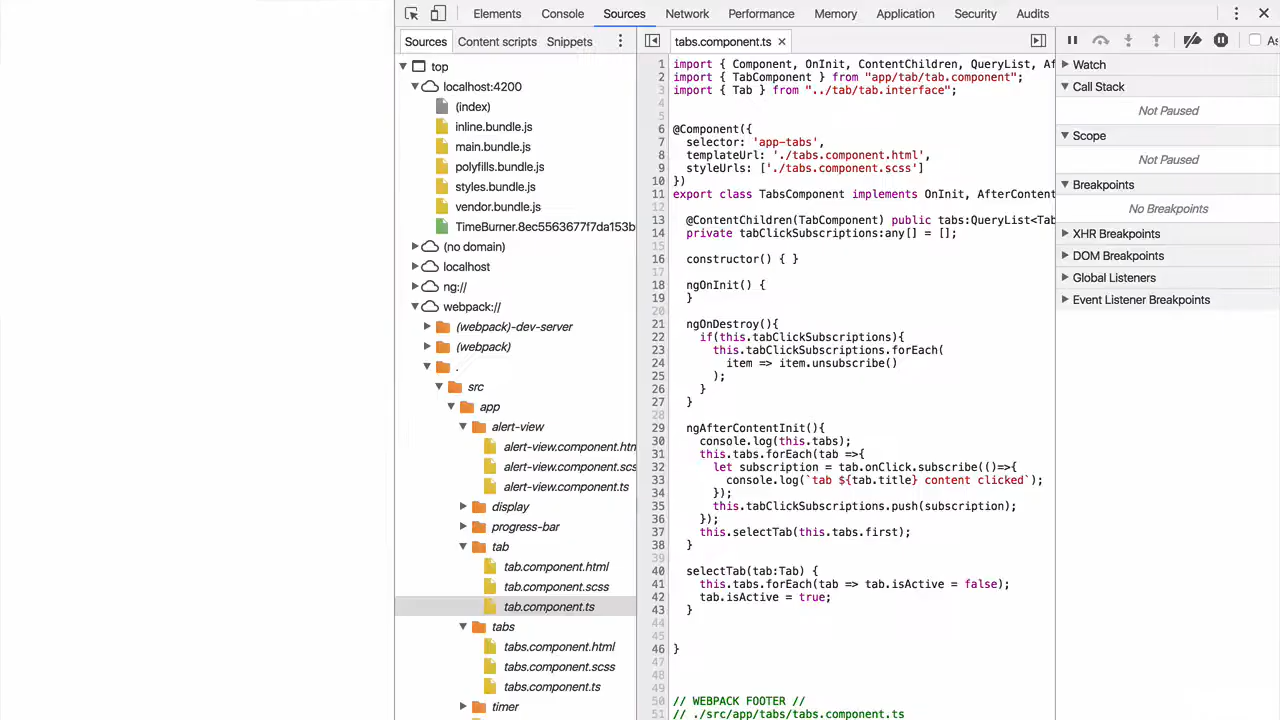 Elements Console Sources Network Performance Memory Application Security Audits
Sources Content scripts Snippets
tabs.component.ts ×
As
top
localhost:4200
(index)
inline.bundle.js
main.bundle.js
polyfills.bundle.js
styles.bundle.js
vendor.bundle.js
TimeBurner.8ec5563677f7da153b
(no domain)
localhost
ng://
webpack://
(webpack)-dev-server
(webpack)
.
src
app
alert-view
alert-view.component.htm
alert-view.component.scs
alert-view.component.ts
display
progress-bar
tab
tab.component.html
tab.component.scss
tab.component.ts
tabs
tabs.component.html
tabs.component.scss
tabs.component.ts
timer
1 import { Component, OnInit, ContentChildren, QueryList, Af
2 import { TabComponent } from "app/tab/tab.component";
3 import { Tab } from "../tab/tab.interface";
4
5
6 @Component({
7 selector: 'app-tabs',
8 templateUrl: './tabs.component.html',
9 styleUrls: ['./tabs.component.scss']
10 })
11 export class TabsComponent implements OnInit, AfterContent
12
13 @ContentChildren(TabComponent) public tabs:QueryList<Tab
14 private tabClickSubscriptions:any[] = [];
15
16 constructor() { }
17
18 ngOnInit() {
19 }
20
21 ngOnDestroy(){
22 if(this.tabClickSubscriptions){
23 this.tabClickSubscriptions.forEach(
24 item => item.unsubscribe()
25 );
26 }
27 }
28
29 ngAfterContentInit(){
30 console.log(this.tabs);
31 this.tabs.forEach(tab =>{
32 let subscription = tab.onClick.subscribe(()=>{
33 console.log(`tab ${tab.title} content clicked`);
34 });
35 this.tabClickSubscriptions.push(subscription);
36 });
37 this.selectTab(this.tabs.first);
38 }
39
40 selectTab(tab:Tab) {
41 this.tabs.forEach(tab => tab.isActive = false);
42 tab.isActive = true;
43 }
44
45
46 }
47
48
49
50 // WEBPACK FOOTER //
51 // ./src/app/tabs/tabs.component.ts
Watch
Call Stack
Not Paused
Scope
Not Paused
Breakpoints
No Breakpoints
XHR Breakpoints
DOM Breakpoints
Global Listeners
Event Listener Breakpoints